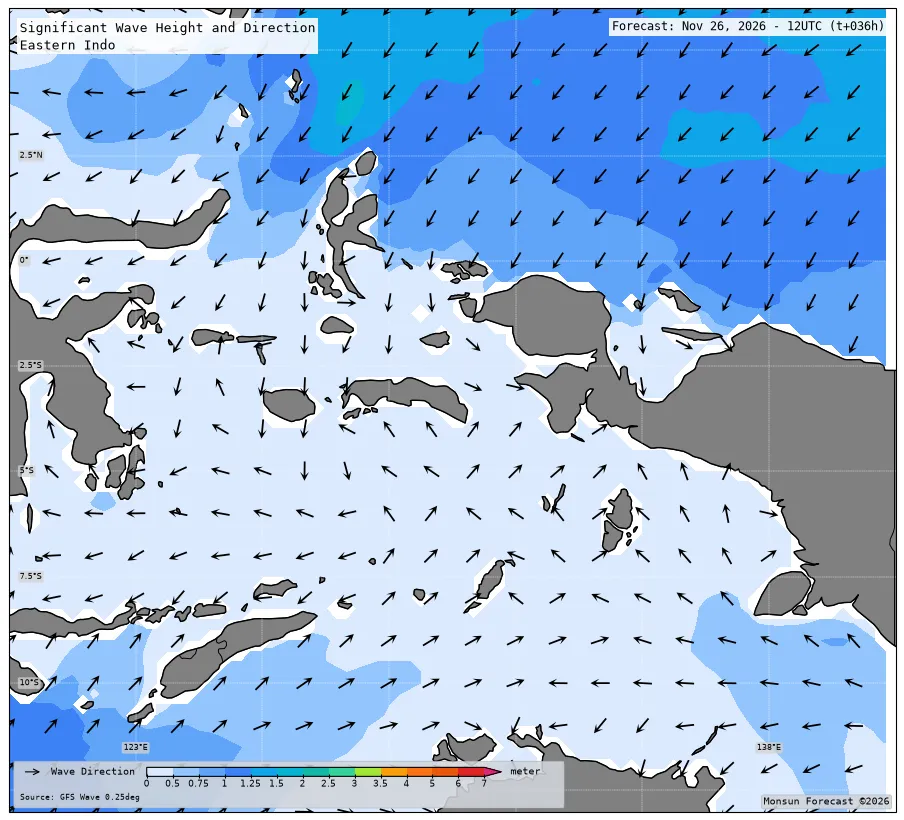 Significant Wave Height and Direction
Eastern Indo
Forecast: Nov 26, 2026 - 12UTC (t+036h)
2.5°N
0°
2.5°S
5°S
7.5°S
10°S
123°E
138°E
Wave Direction
meter
0 0.5 0.75 1 1.25 1.5 2 2.5 3 3.5 4 5 6 7
Source: GFS Wave 0.25deg
Monsun Forecast ©2026